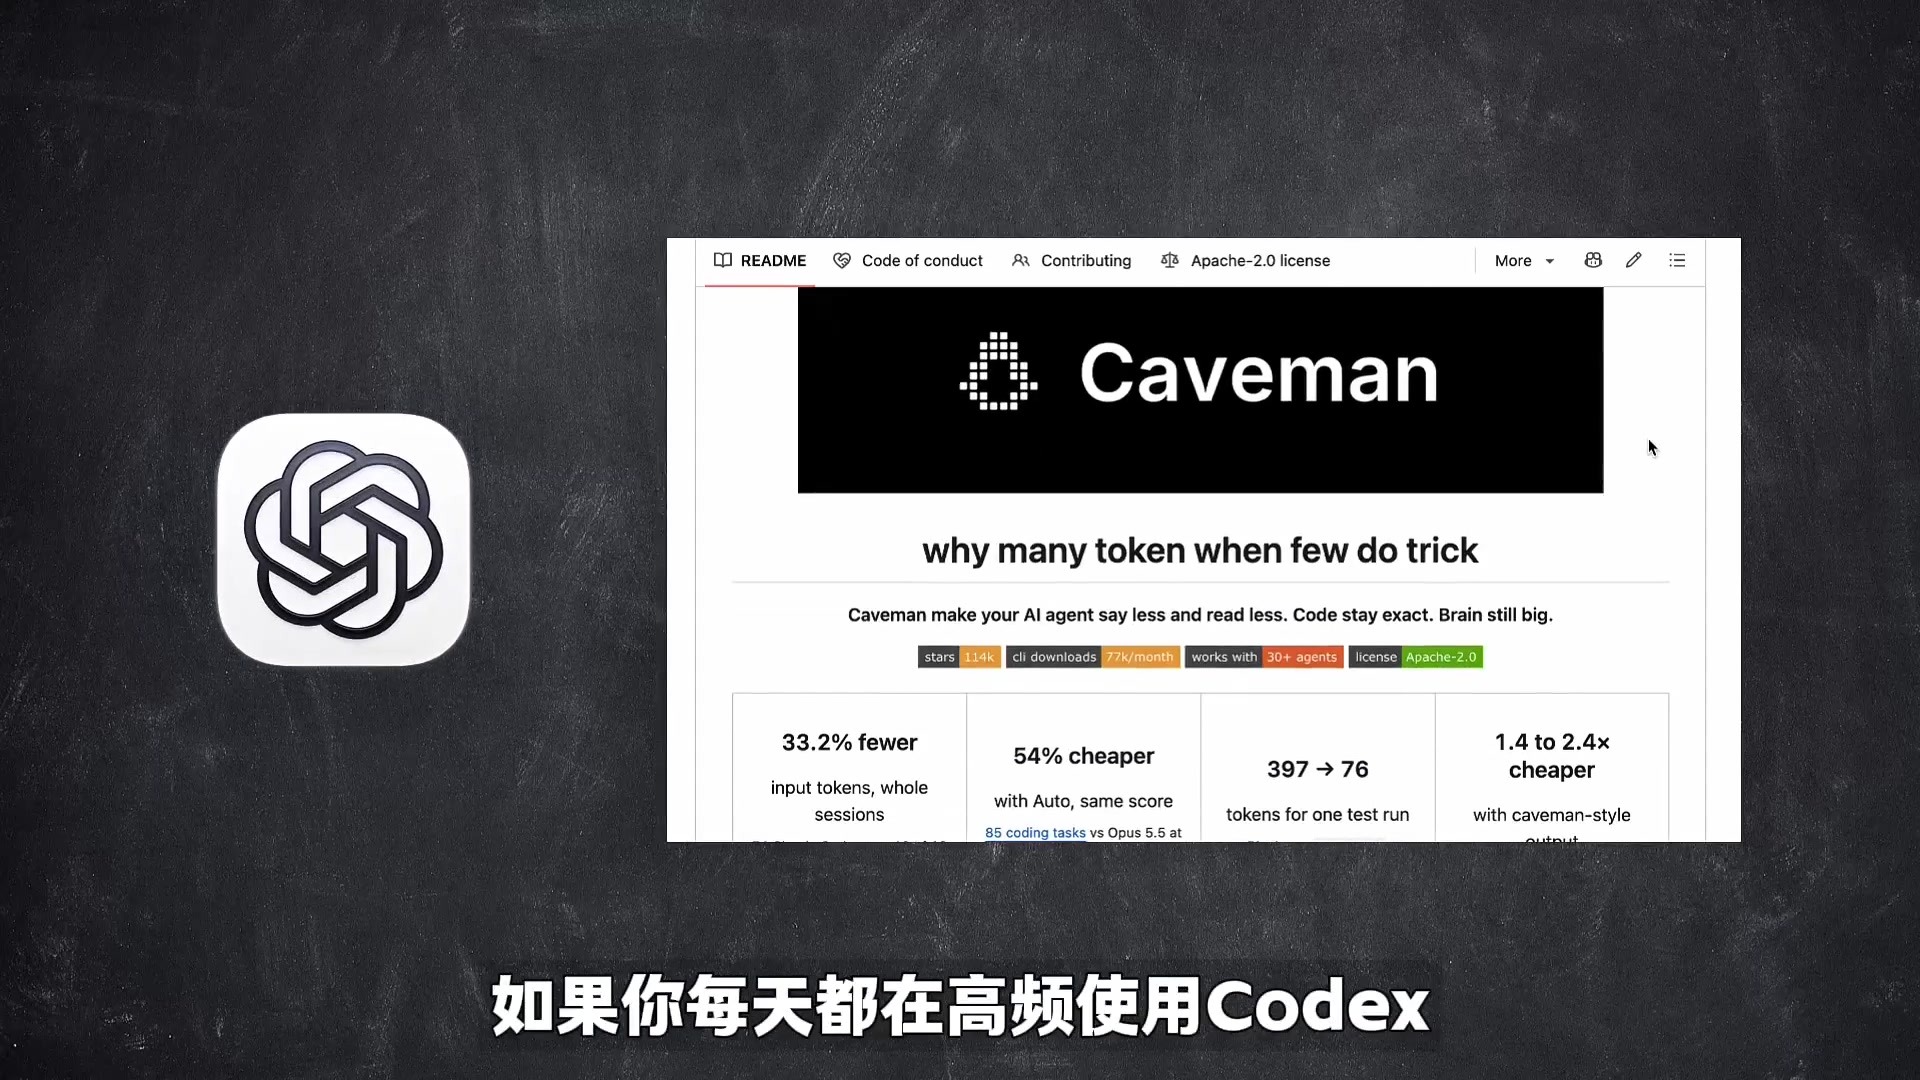 README
Code of conduct
Contributing
Apache-2.0 license
More
Caveman
why many token when few do trick
Caveman make your AI agent say less and read less. Code stay exact. Brain still big.
stars 114k
cli downloads 77k/month
works with 30+ agents
license Apache-2.0
33.2% fewer
input tokens, whole
sessions
54% cheaper
with Auto, same score
85 coding tasks vs Opus 5.5 at
397 → 76
tokens for one test run
1.4 to 2.4×
cheaper
with caveman-style
output
如果你每天都在高频使用Codex